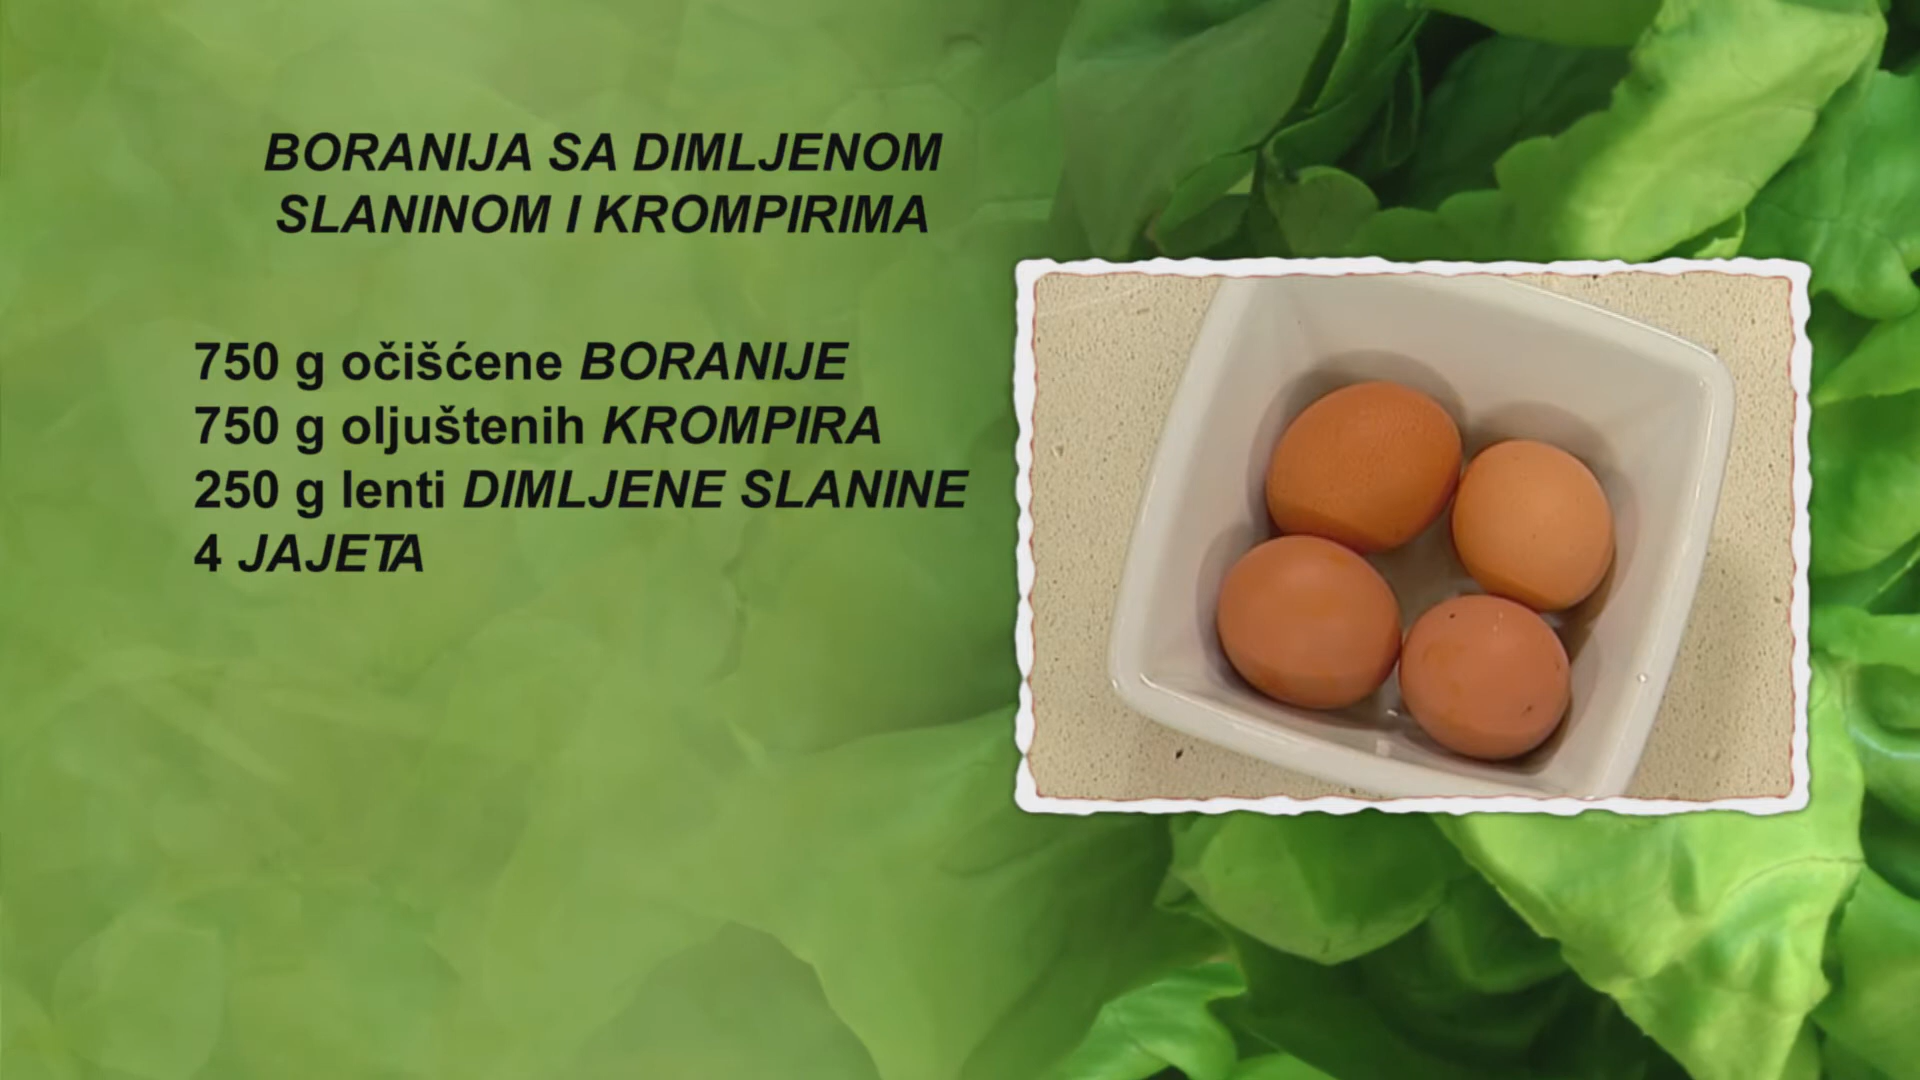 BORANIJA SA DIMLJENOM
SLANINOM I KROMPIRIMA
750 g očišćene BORANIJE
750 g oljuštenih KROMPIRA
250 g lenti DIMLJENE SLANINE
4 JAJETA